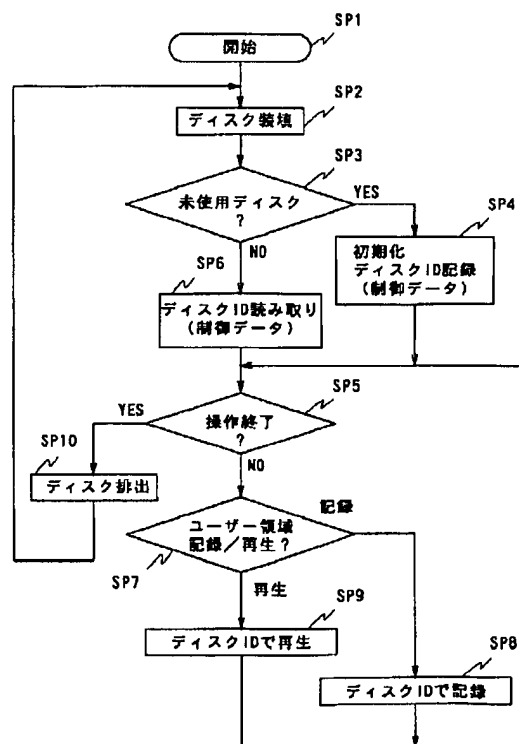 SP1
開始
SP2
ディスク装填
SP3
未使用ディスク
?
YES
SP4
初期化
ディスクID記録
(制御データ)
NO
SP6
ディスクID読み取り
(制御データ)
SP5
YES
操作終了
?
SP10
ディスク排出
NO
記録
ユーザー領域
記録/再生?
SP7
再生
SP9
ディスクIDで再生
SP8
ディスクIDで記録